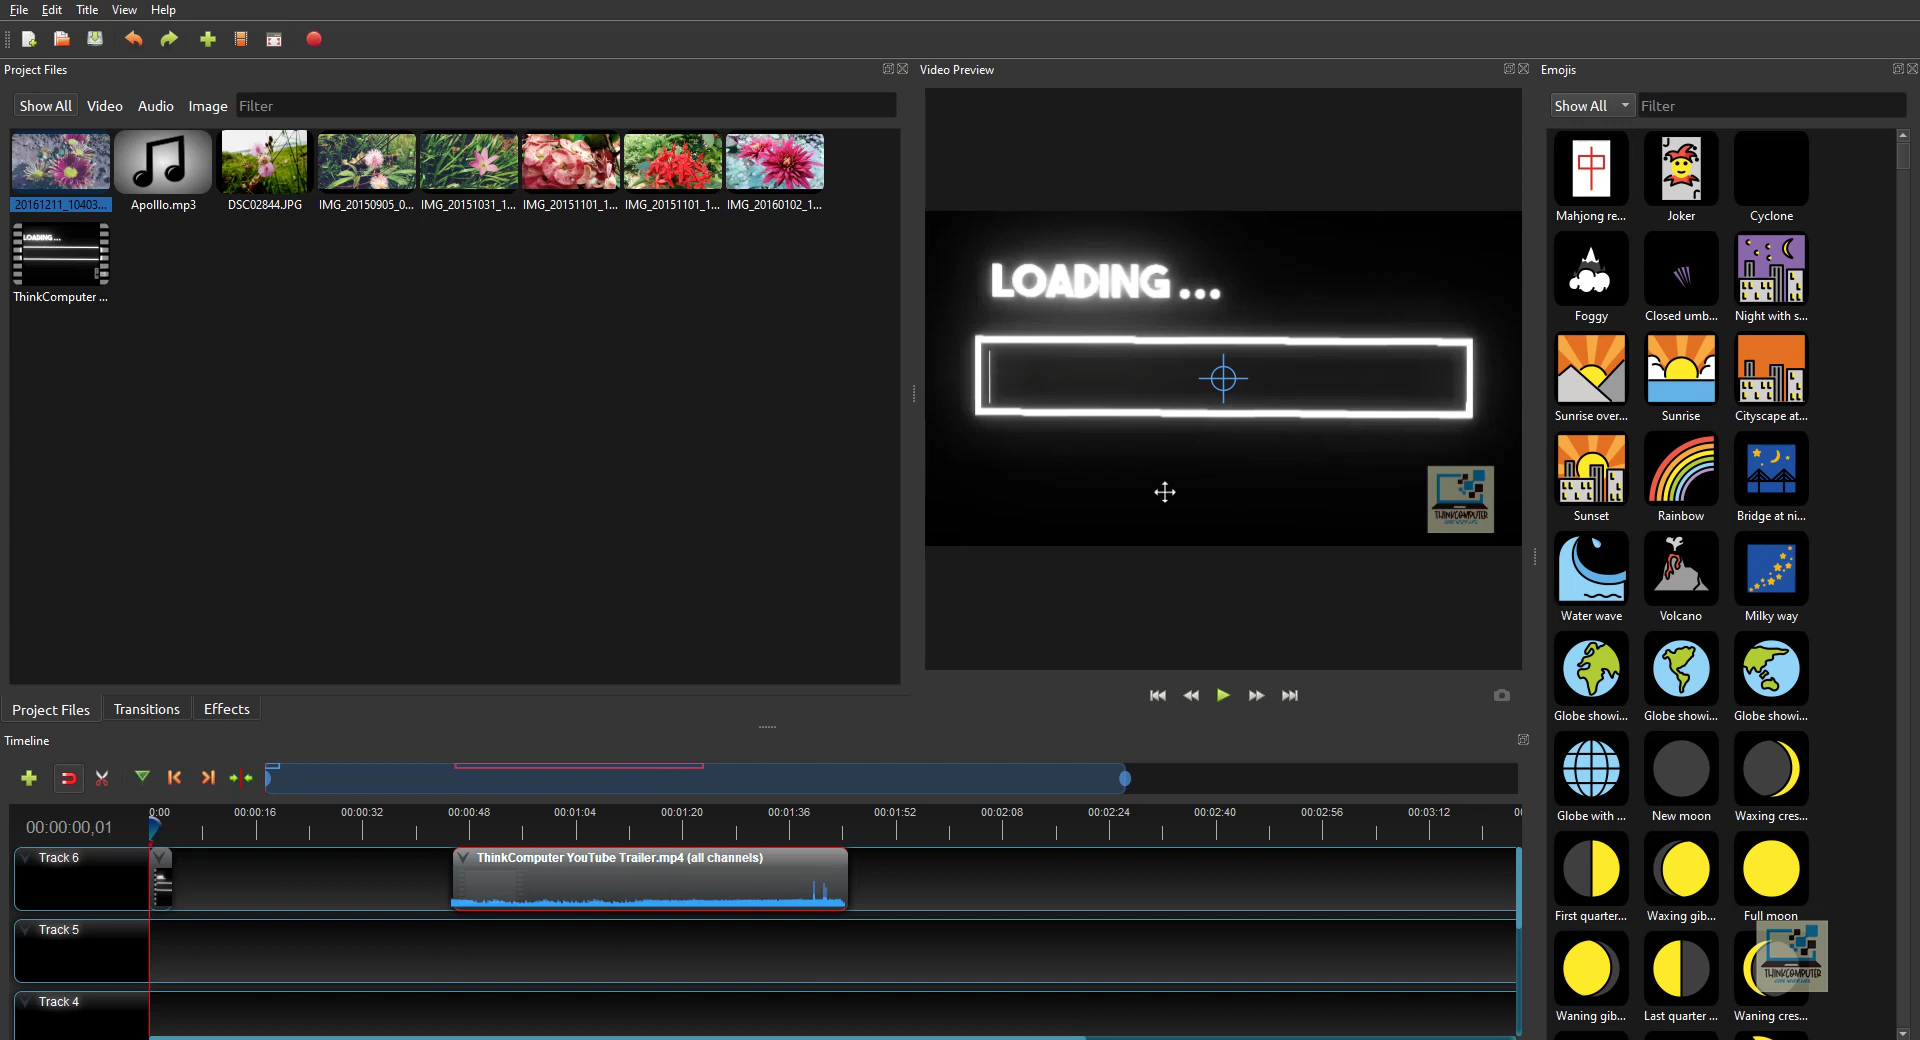 File Edit Title View Help
Project Files
Video Preview
Emojis
Show All Video Audio Image Filter
Show All Filter
20161211_10403...
Apolllo.mp3
DSC02844.JPG
IMG_20150905_0...
IMG_20151031_1...
IMG_20151101_1...
IMG_20151101_1...
IMG_20160102_1...
LOADING ...
ThinkComputer ...
LOADING ...
THINKCOMPUTER
Mahjong re...
Joker
Cyclone
Foggy
Closed umb...
Night with s...
Sunrise over...
Sunrise
Cityscape at...
Sunset
Rainbow
Bridge at ni...
Water wave
Volcano
Milky way
Globe showi...
Globe showi...
Globe showi...
Globe with ...
New moon
Waxing cres...
First quarter...
Waxing gib...
Full moon
Waning gib...
Last quarter ...
Waning cres...
THINKCOMPUTER
Project Files Transitions Effects
Timeline
0:00 00:00:16 00:00:32 00:00:48 00:01:04 00:01:20 00:01:36 00:01:52 00:02:08 00:02:24 00:02:40 00:02:56 00:03:12
00:00:00,01
Track 6
ThinkComputer YouTube Trailer.mp4 (all channels)
Track 5
Track 4